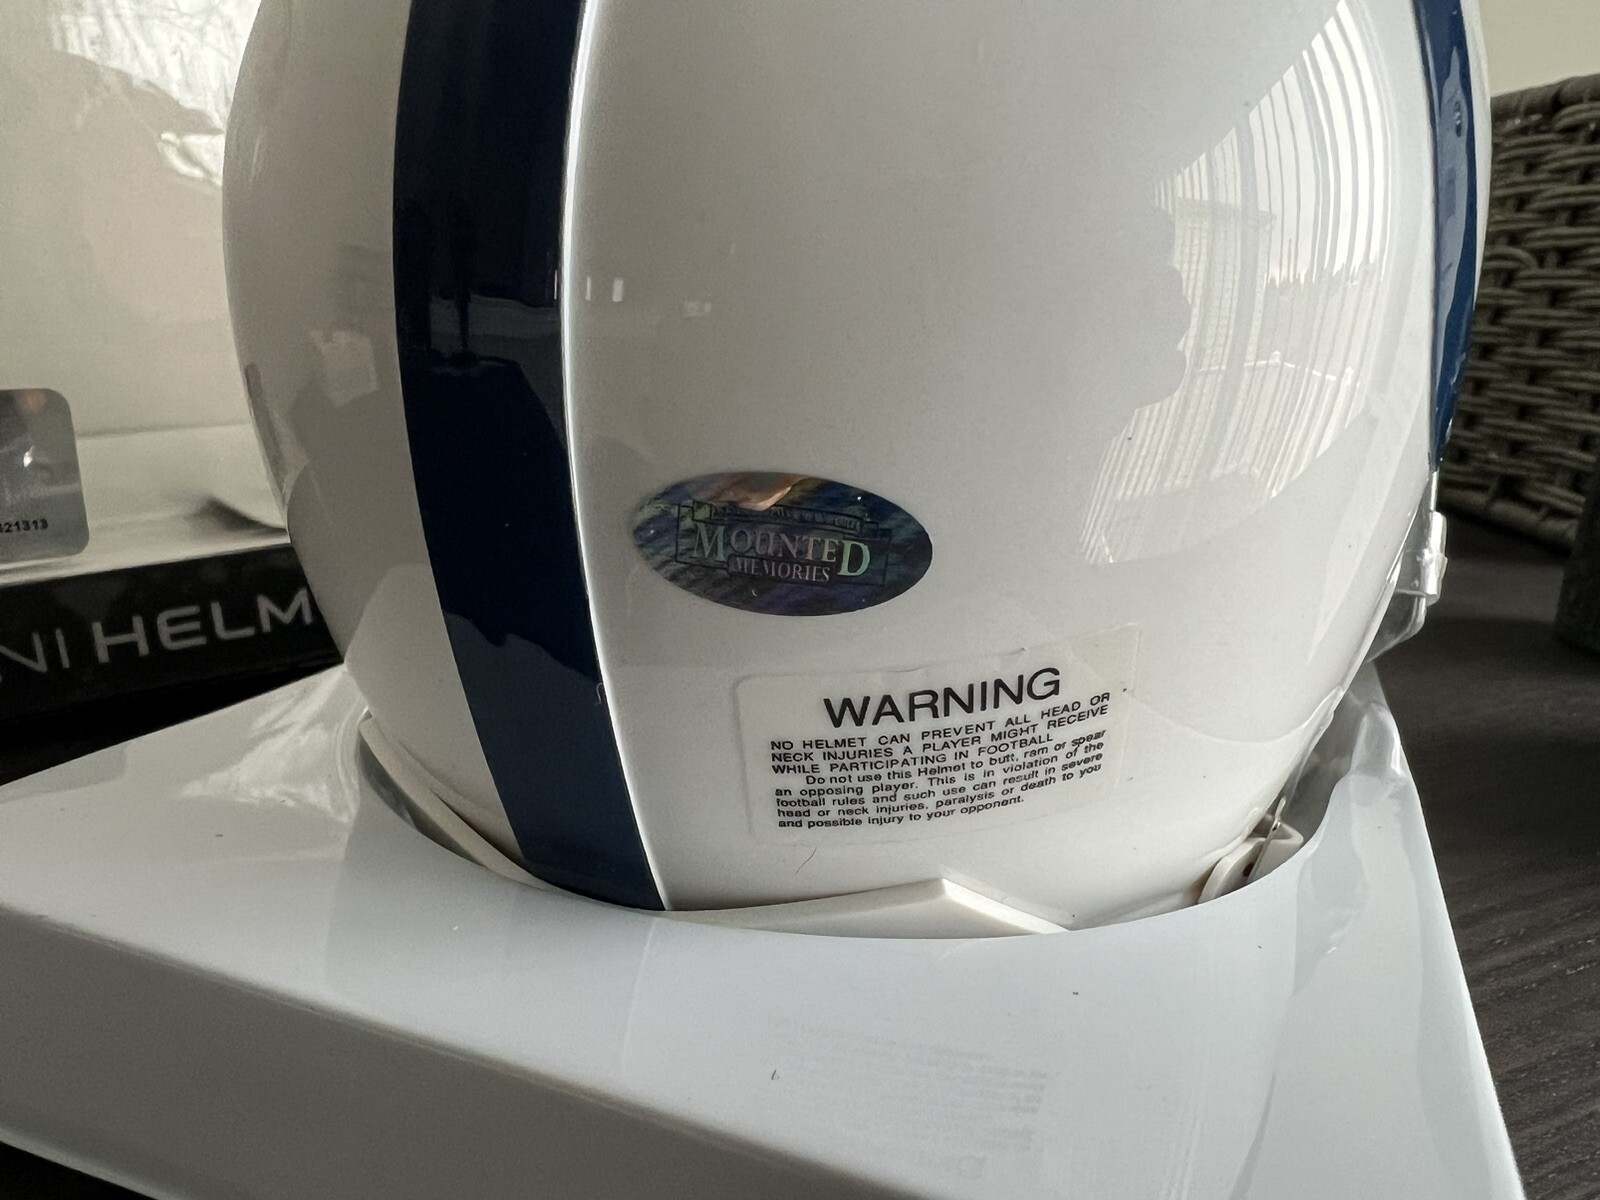 MOUNTED
MEMORIES
WARNING
NO HELMET CAN PREVENT ALL HEAD OR
NECK INJURIES A PLAYER MIGHT RECEIVE
WHILE PARTICIPATING IN FOOTBALL
Do not use this Helmet to butt, ram or spear
an opposing player. This is in violation of the
football rules and such use can result in severe
head or neck injuries, paralysis or death to you
and possible injury to your opponent.
21313
NI HELM